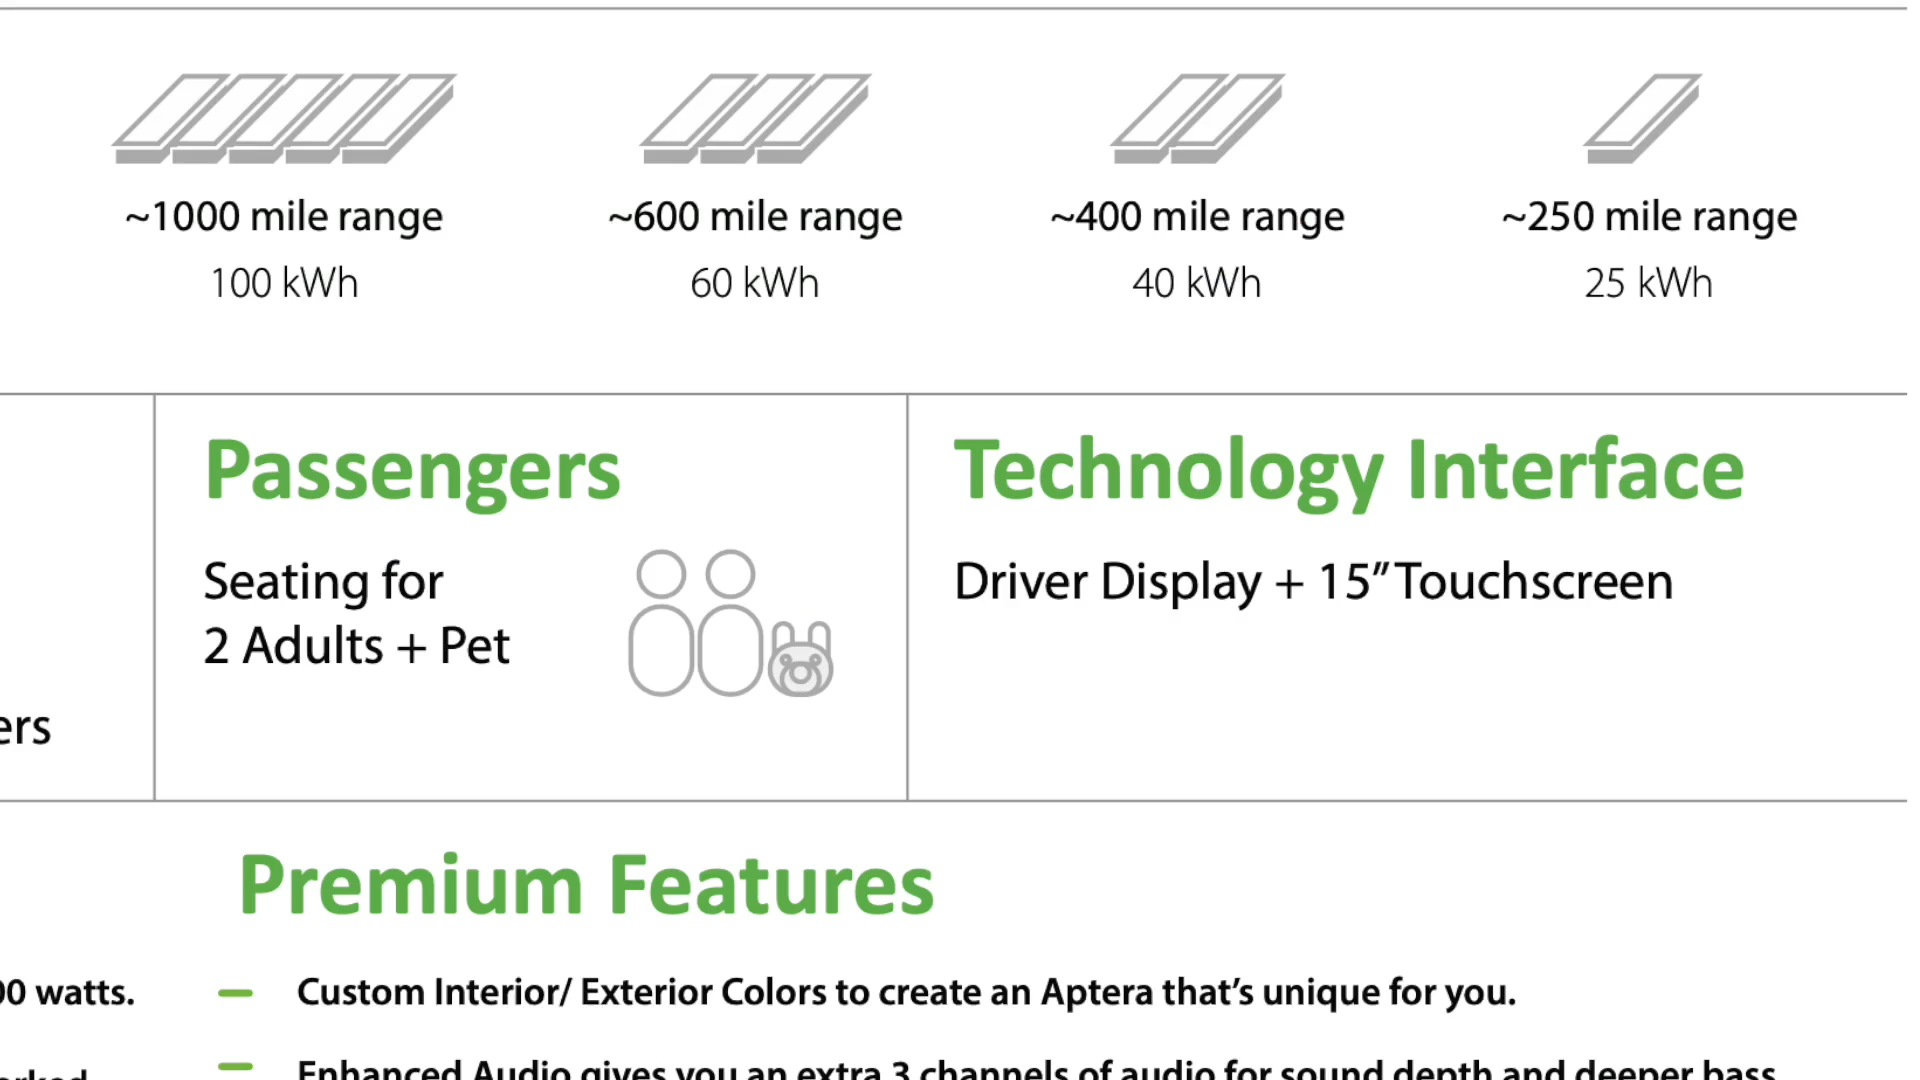 ~1000 mile range
~600 mile range
~400 mile range
~250 mile range
100 kWh
60 kWh
40 kWh
25 kWh
Passengers
Technology Interface
Seating for
2 Adults + Pet
Driver Display + 15” Touchscreen
ers
Premium Features
00 watts.
Custom Interior/ Exterior Colors to create an Aptera that’s unique for you.
Enhanced Audio gives you an extra 3 channels of audio for sound depth and deeper bass